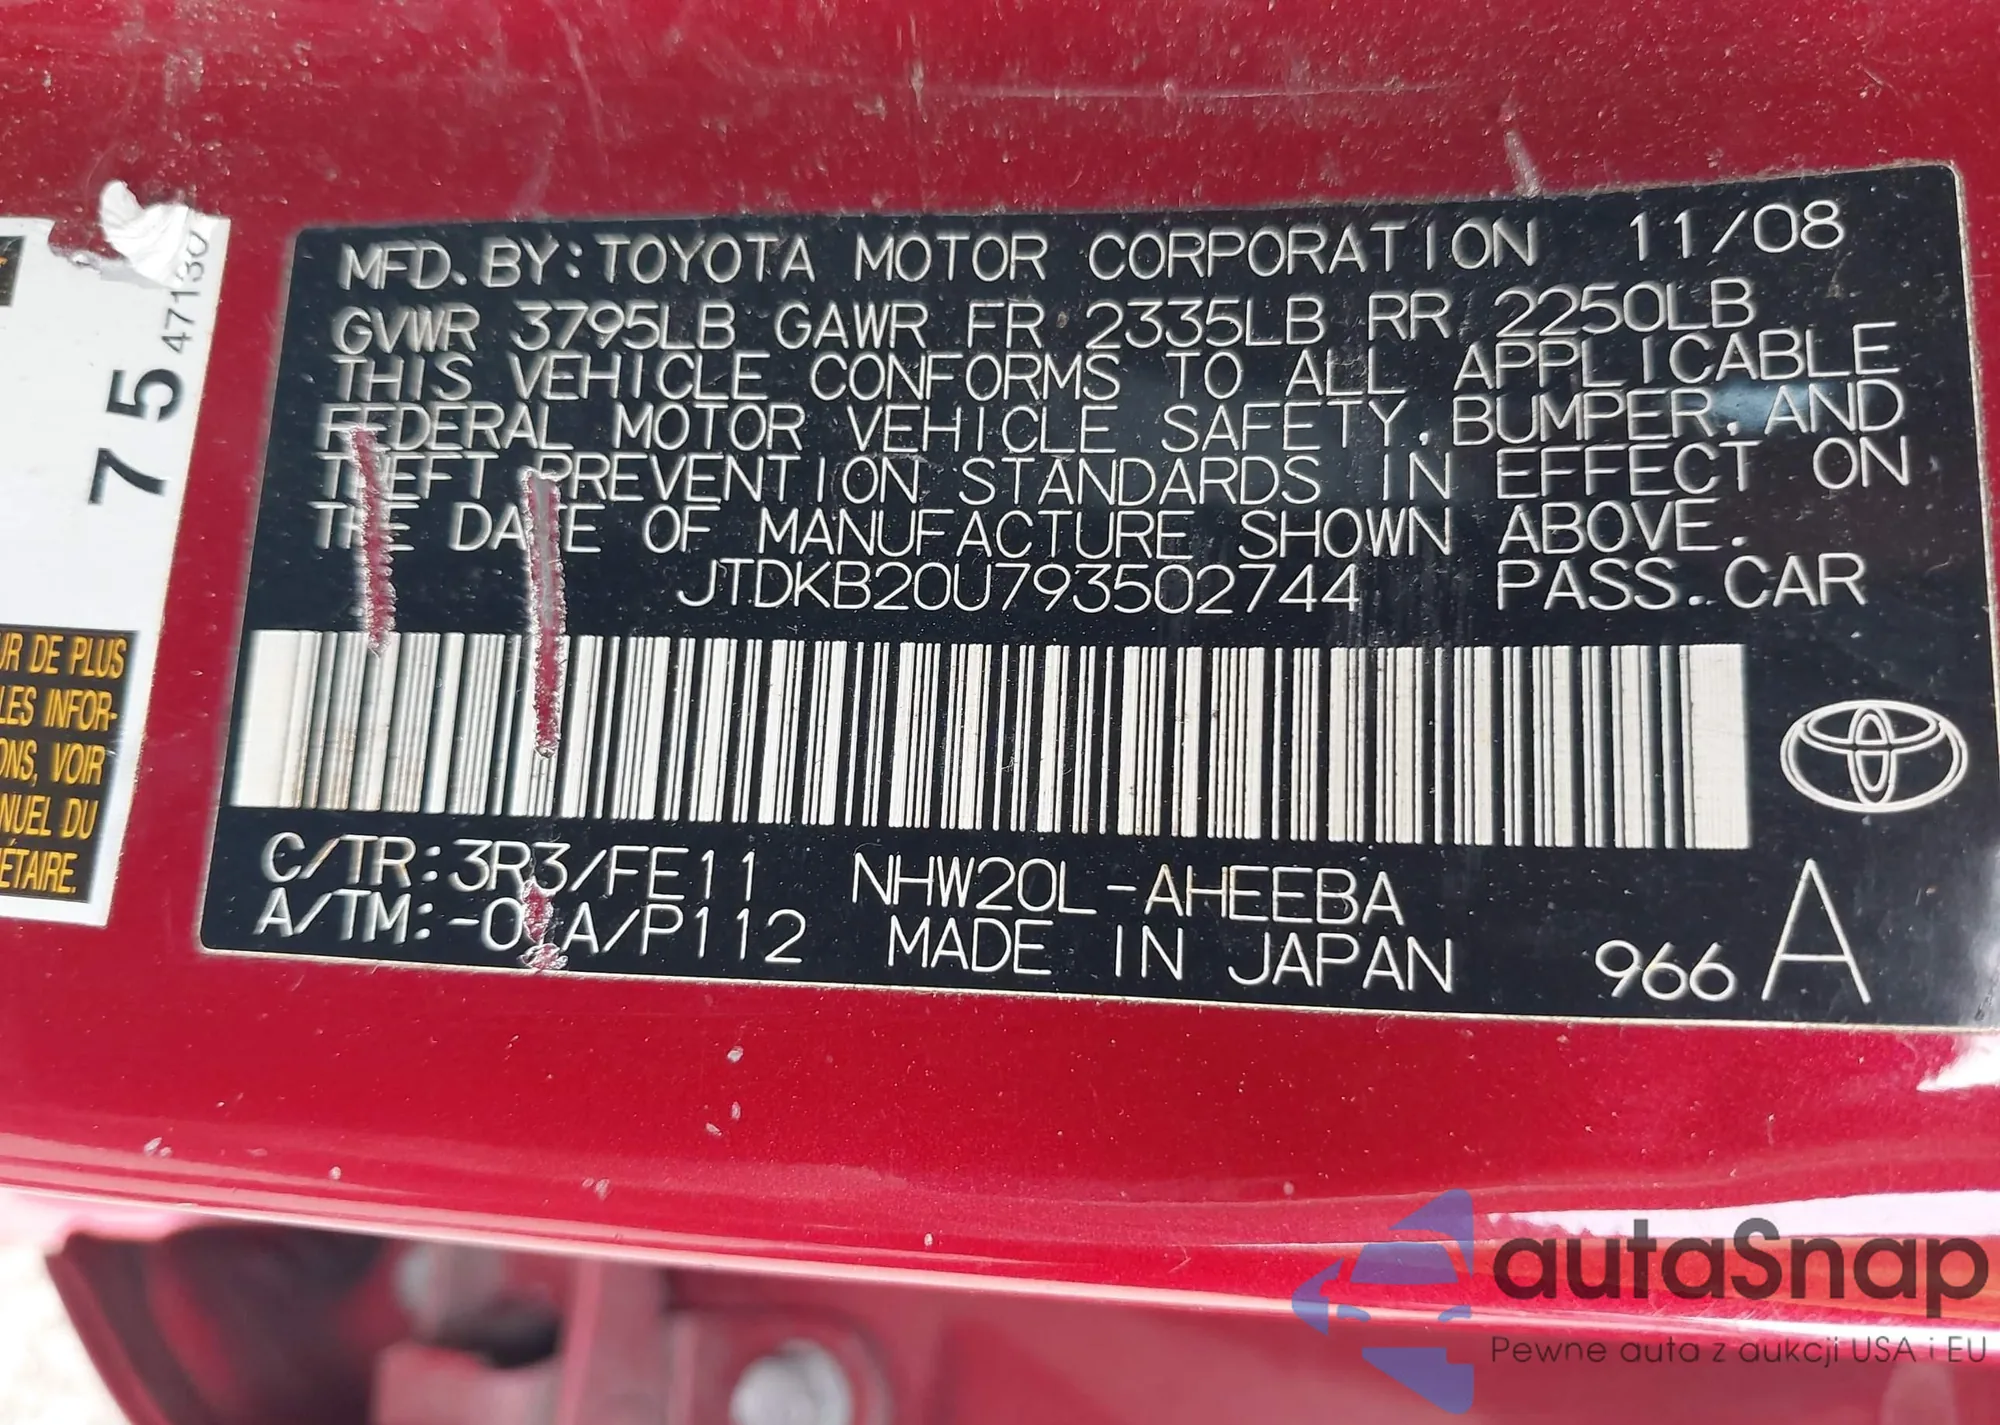 MFD. BY: TOYOTA MOTOR CORPORATION 11/08
GVWR 3795LB GAWR FR 2335LB RR 2250LB
THIS VEHICLE CONFORMS TO ALL APPLICABLE
FEDERAL MOTOR VEHICLE SAFETY, BUMPER, AND
THEFT PREVENTION STANDARDS IN EFFECT ON
THE DATE OF MANUFACTURE SHOWN ABOVE.
JTDKB20U793502744 PASS. CAR
C/TR: 3R3/FE11 NHW20L-AHEEBA
A/TM: -01A/P112 MADE IN JAPAN 966 A
75
47130
UR DE PLUS
LES INFOR-
ONS, VOIR
NUEL DU
ÉTAIRE.
autaSnap
Pewne auta z aukcji USA i EU